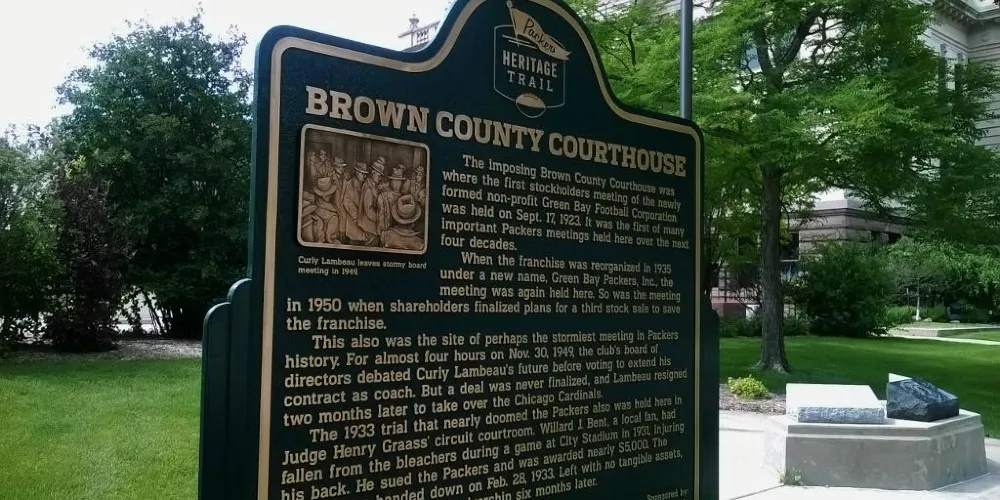 Packers
HERITAGE
TRAIL
BROWN COUNTY COURTHOUSE
The imposing Brown County Courthouse was
where the first stockholders meeting of the newly
formed non-profit Green Bay Football Corporation
was held on Sept. 17, 1923. It was the first of many
important Packers meetings held here over the next
four decades.
Curly Lambeau leaves stormy board
meeting in 1949.
When the franchise was reorganized in 1935
under a new name, Green Bay Packers, Inc., the
meeting was again held here. So was the meeting
in 1950 when shareholders finalized plans for a third stock sale to save
the franchise.
This also was the site of perhaps the stormiest meeting in Packers
history. For almost four hours on Nov. 30, 1949, the club's board of
directors debated Curly Lambeau's future before voting to extend his
contract as coach. But a deal was never finalized, and Lambeau resigned
two months later to take over the Chicago Cardinals.
The 1933 trial that nearly doomed the Packers also was held here in
Judge Henry Graass' circuit courtroom. Willard J. Bent, a local fan, had
fallen from the bleachers during a game at City Stadium in 1931, injuring
his back. He sued the Packers and was awarded nearly $5,000. The
handed down on Feb. 28, 1933. Left with no tangible assets,
six months later.
Sponsored by